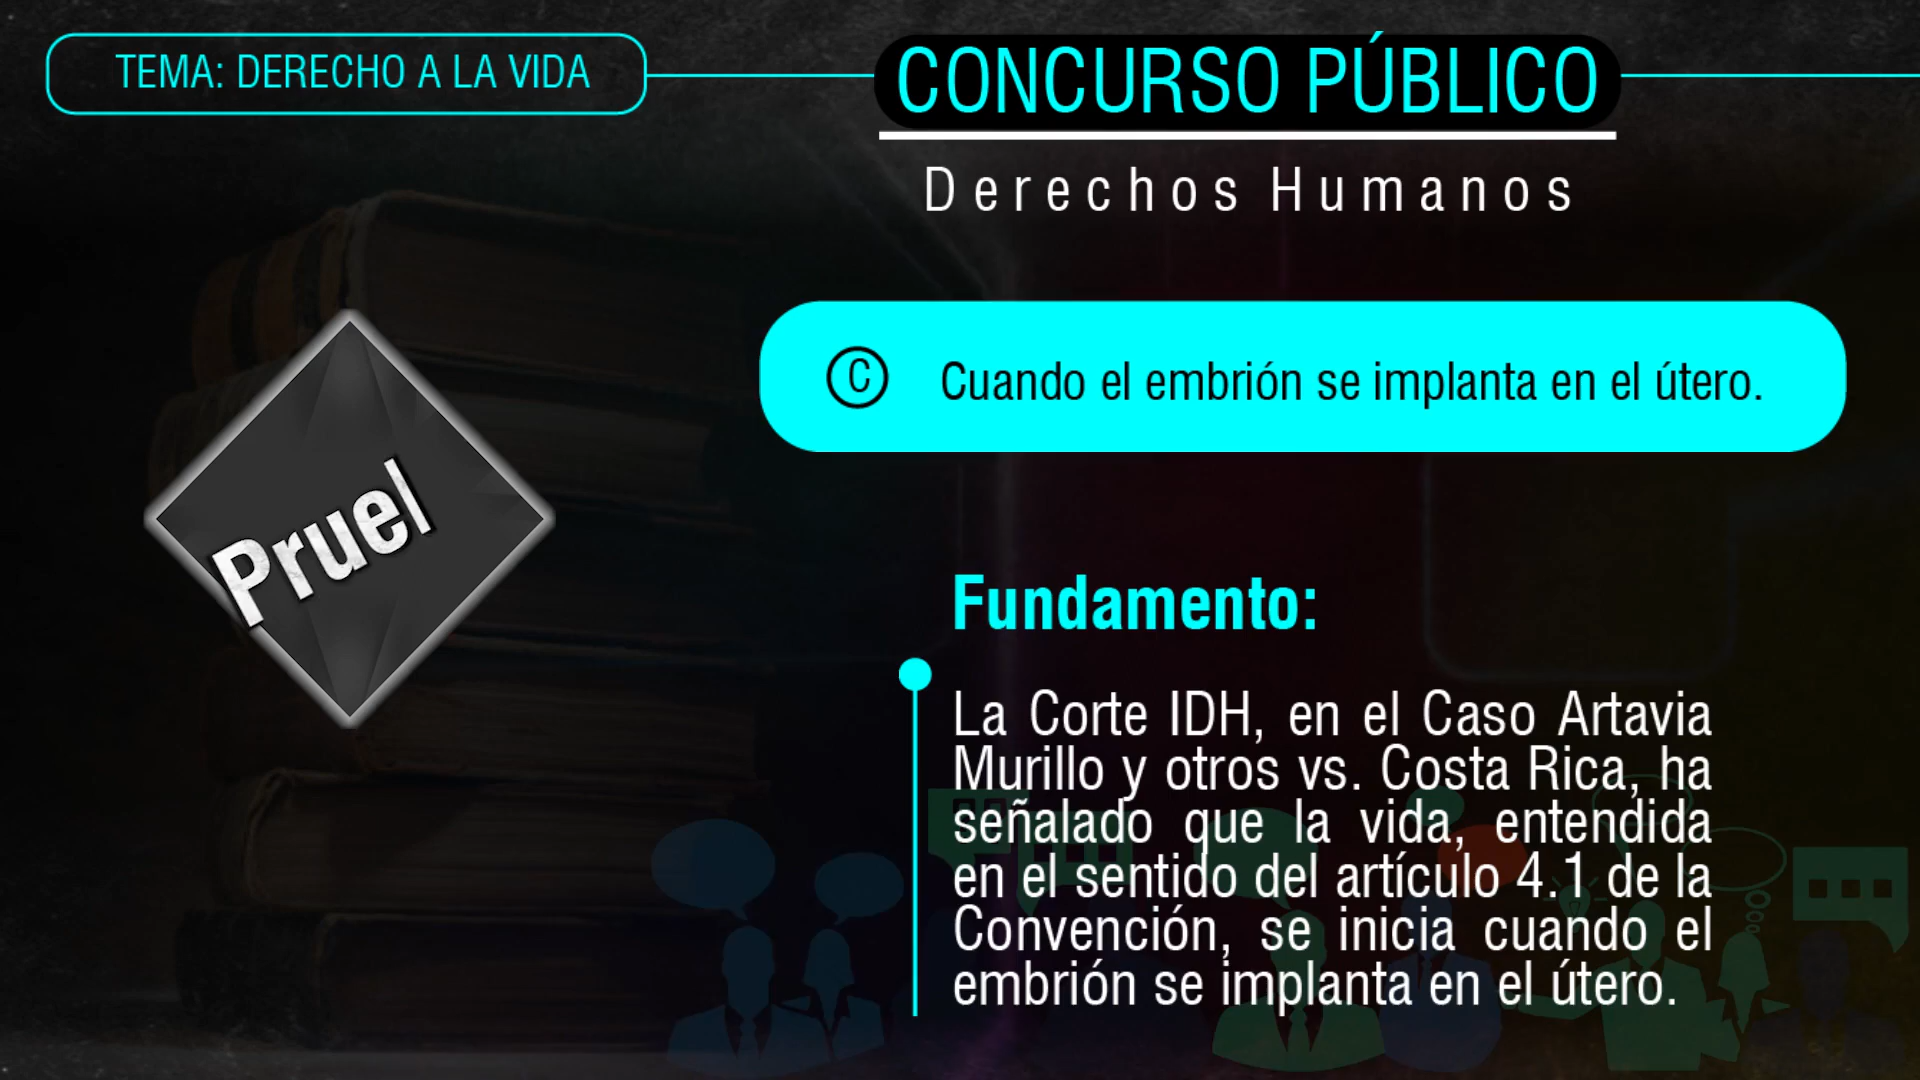 TEMA: DERECHO A LA VIDA
CONCURSO PÚBLICO
Derechos Humanos
C Cuando el embrión se implanta en el útero.
Prue
Fundamento:
La Corte IDH, en el Caso Artavia
Murillo y otros vs. Costa Rica, ha
señalado que la vida, entendida
en el sentido del artículo 4.1 de la
Convención, se inicia cuando el
embrión se implanta en el útero.